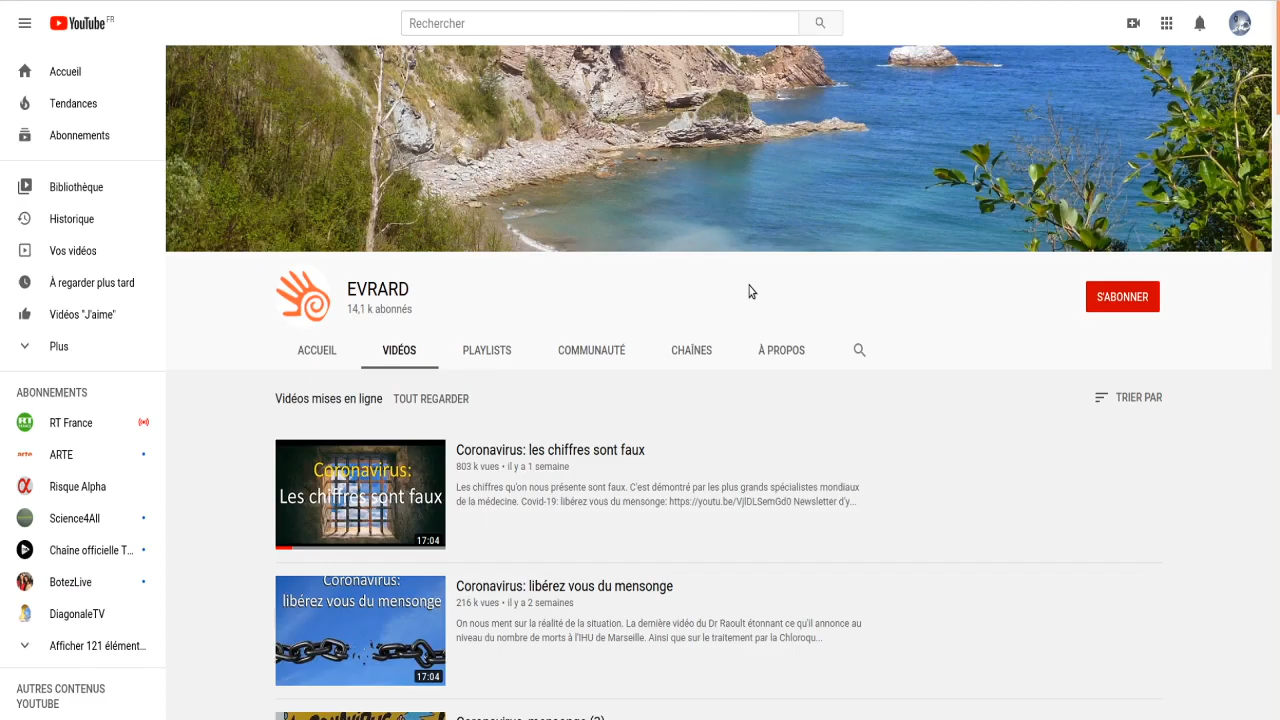 YouTube FR
Rechercher
Accueil
Tendances
Abonnements
Bibliothèque
Historique
Vos vidéos
À regarder plus tard
Vidéos "J'aime"
Plus
ABONNEMENTS
RT France
ARTE
Risque Alpha
Science4All
Chaîne officielle T...
BotezLive
DiagonaleTV
Afficher 121 élément...
AUTRES CONTENUS
YOUTUBE
EVRARD
14,1 k abonnés
S'ABONNER
ACCUEIL
VIDÉOS
PLAYLISTS
COMMUNAUTÉ
CHAÎNES
À PROPOS
Vidéos mises en ligne
TOUT REGARDER
TRIER PAR
Coronavirus:
Les chiffres sont faux
17:04
Coronavirus: les chiffres sont faux
803 k vues • il y a 1 semaine
Les chiffres qu'on nous présente sont faux. C'est démontré par les plus grands spécialistes mondiaux
de la médecine. Covid-19: libérez vous du mensonge: https://youtu.be/VjlDLSemGd0 Newsletter d'y...
Coronavirus:
libérez vous du mensonge
17:04
Coronavirus: libérez vous du mensonge
216 k vues • il y a 2 semaines
On nous ment sur la réalité de la situation. La dernière vidéo du Dr Raoult étonnant ce qu'il annonce au
niveau du nombre de morts à l'IHU de Marseille. Ainsi que sur le traitement par la Chloroqu...
Coronavirus mensonge (2)